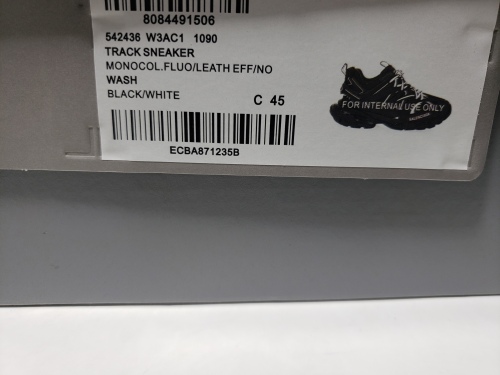 8084491506
542436 W3AC1 1090
TRACK SNEAKER
MONOCOL.FLUO/LEATH EFF/NO
WASH
BLACK/WHITE
C 45
FOR INTERNAL USE ONLY
ECBA871235B